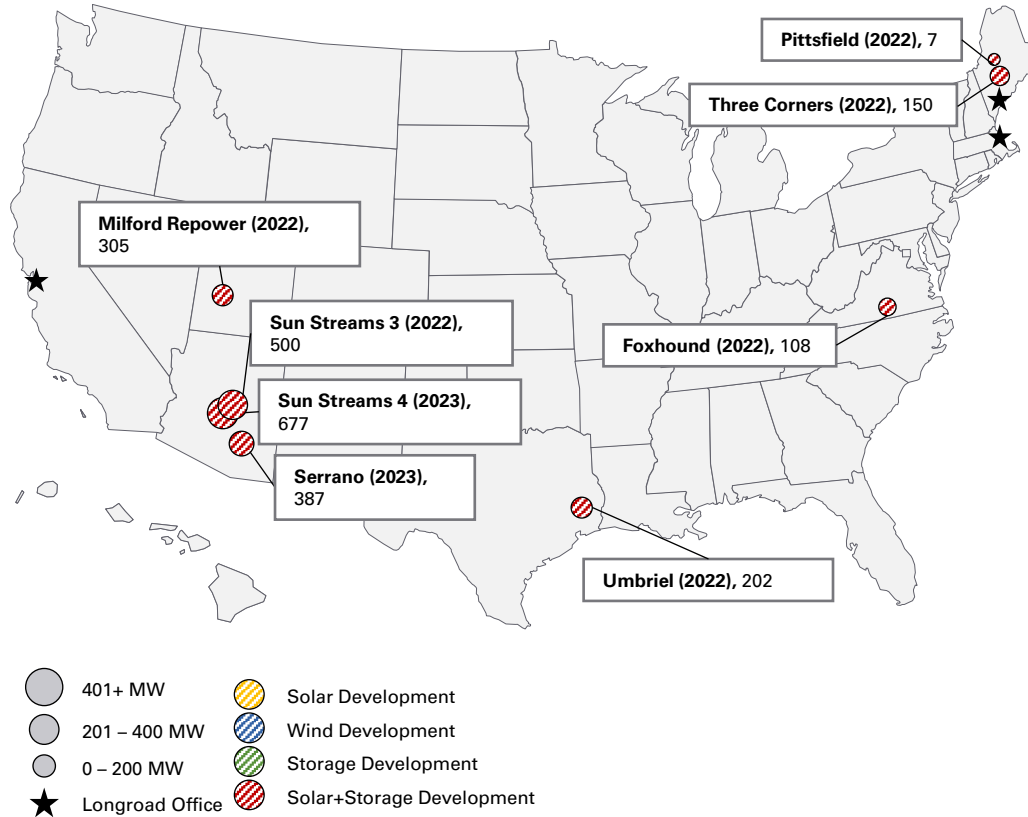 Pittsfield (2022), 7
Three Corners (2022), 150
Milford Repower (2022),
305
Sun Streams 3 (2022),
500
Foxhound (2022), 108
Sun Streams 4 (2023),
677
Serrano (2023),
387
Umbriel (2022), 202
401+ MW
201 – 400 MW
0 – 200 MW
Longroad Office
Solar Development
Wind Development
Storage Development
Solar+Storage Development